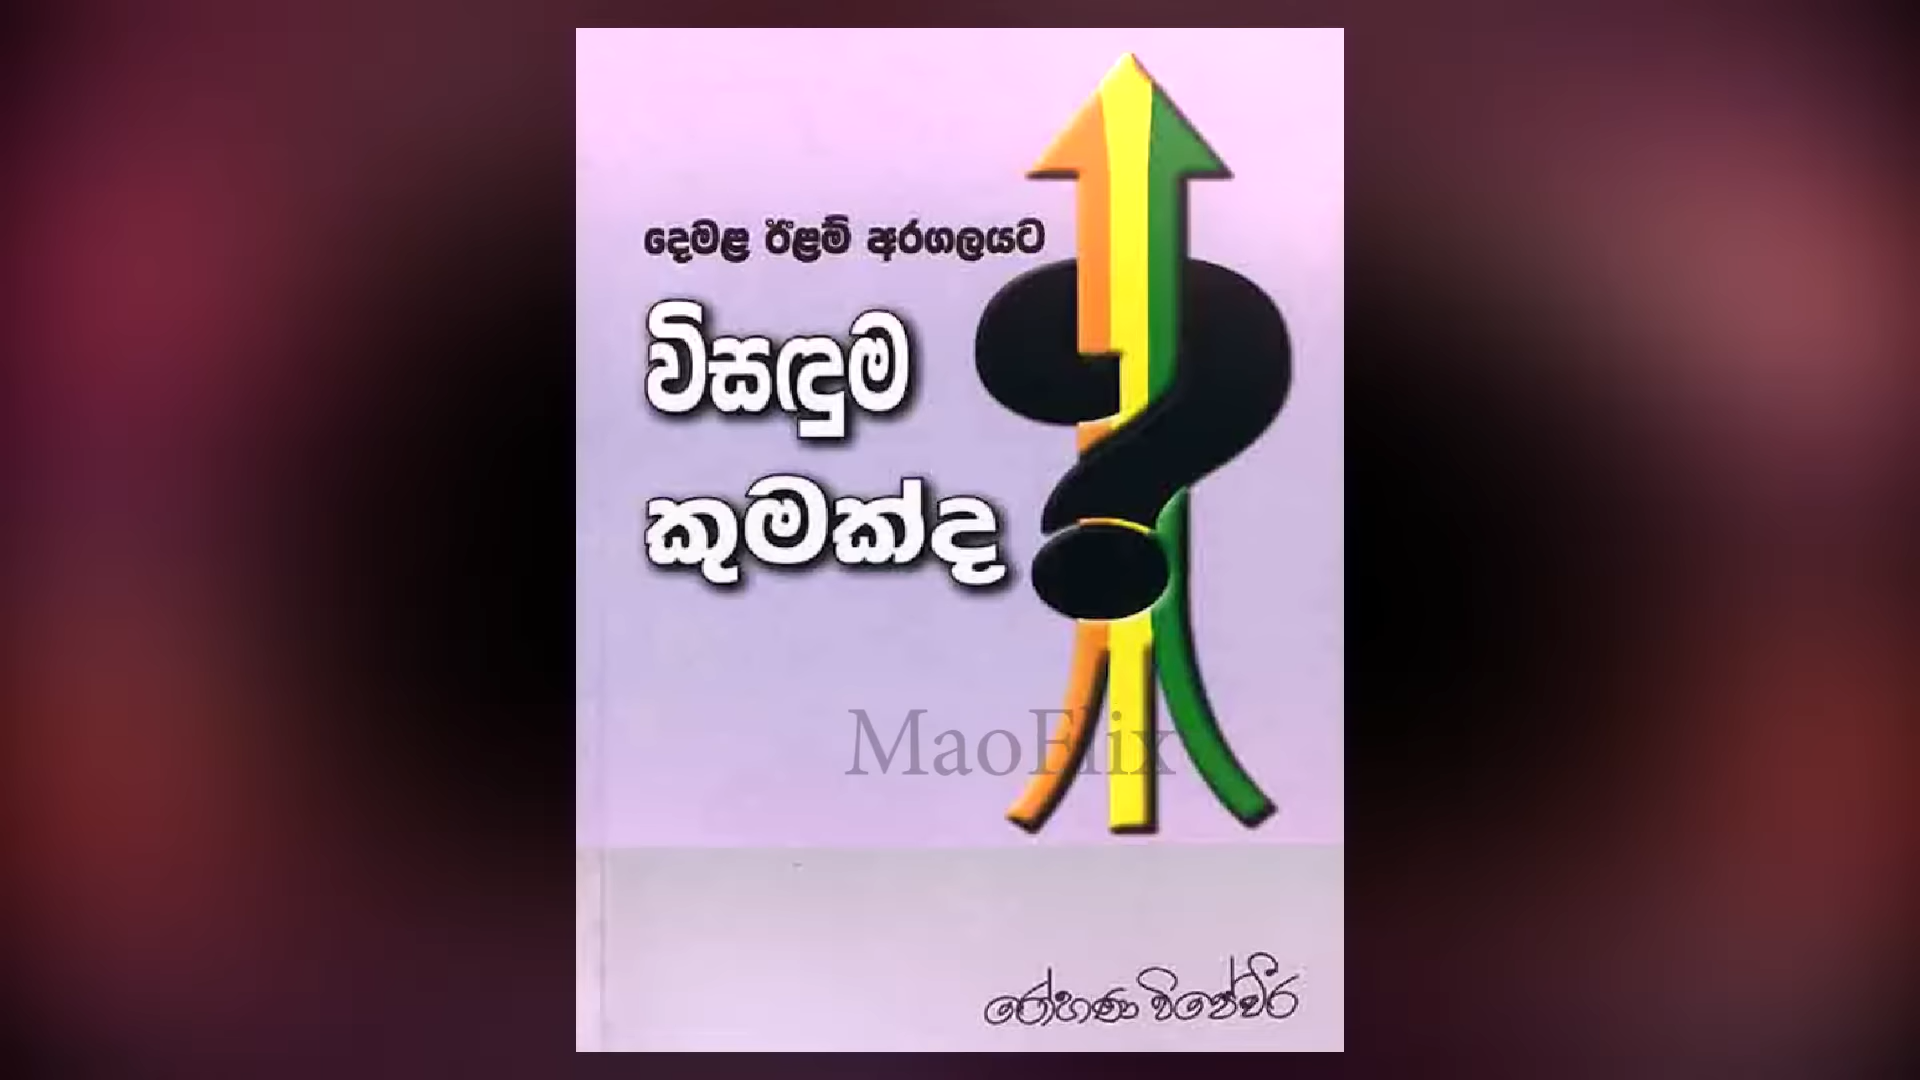 දෙමළ ඊළම් අරගලයට
විසඳුම
කුමක්ද
?
MaoFlix
රෝහණ විජේවීර